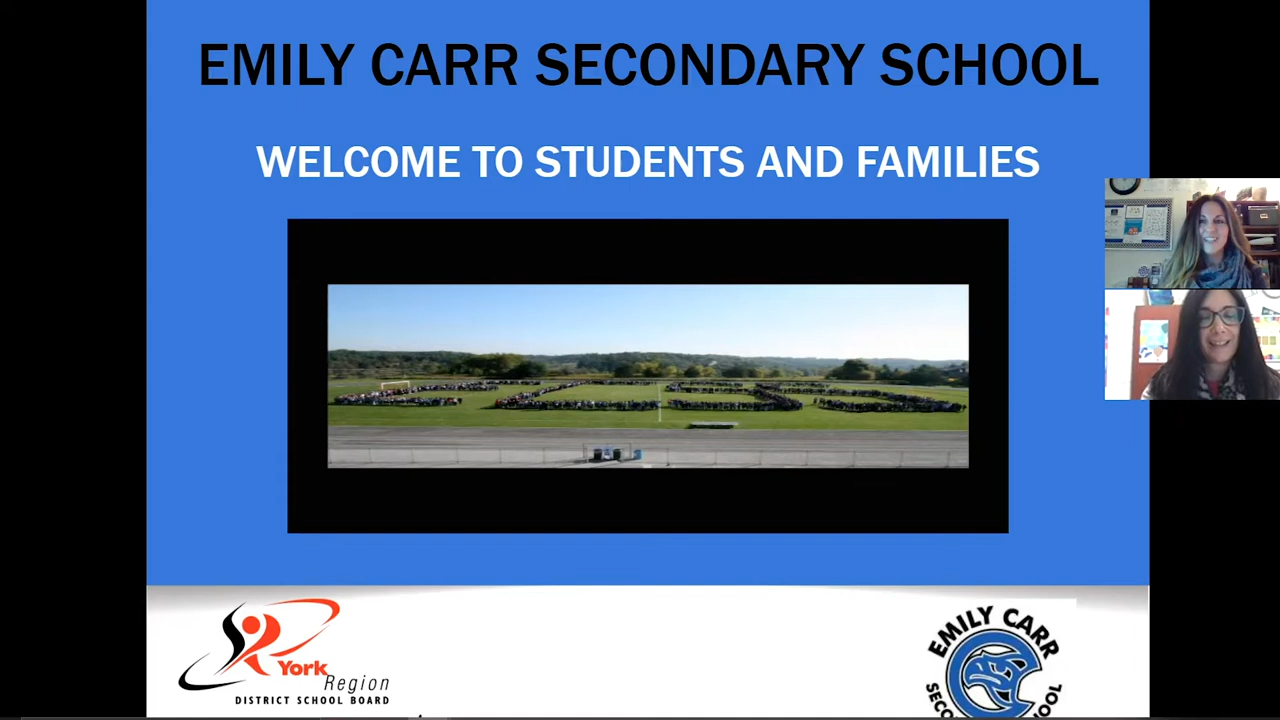 EMILY CARR SECONDARY SCHOOL
WELCOME TO STUDENTS AND FAMILIES
York
Region
DISTRICT SCHOOL BOARD
EMILY CARR